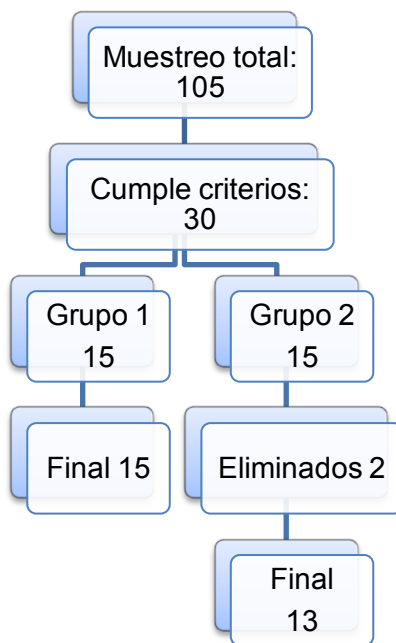 Muestreo total:
105
Cumple criterios:
30
Grupo 1
15
Grupo 2
15
Final 15
Eliminados 2
Final
13